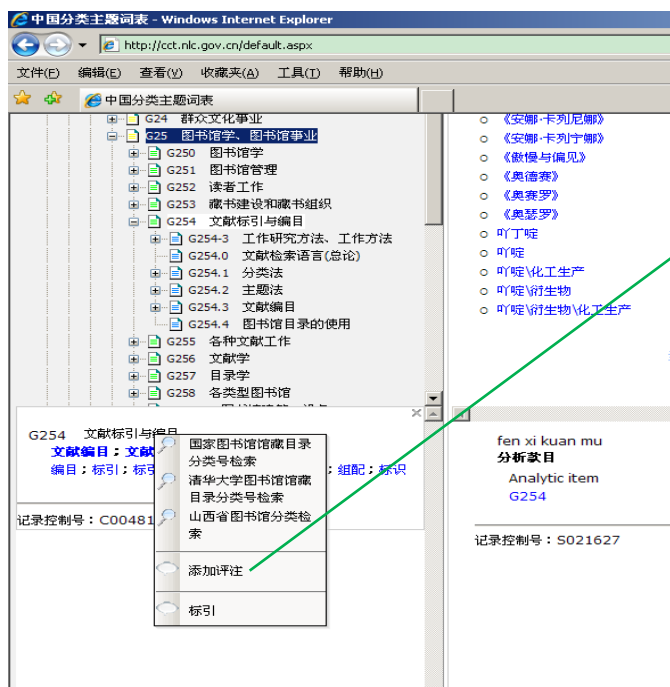 中国分类主题词表 - Windows Internet Explorer
http://cct.nlc.gov.cn/default.aspx
文件(F) 编辑(E) 查看(V) 收藏夹(A) 工具(T) 帮助(H)
中国分类主题词表
G24 群众文化事业
G25 图书馆学、图书馆事业
G250 图书馆学
G251 图书馆管理
G252 读者工作
G253 藏书建设和藏书组织
G254 文献标引与编目
G254-3 工作研究方法、工作方法
G254.0 文献检索语言(总论)
G254.1 分类法
G254.2 主题法
G254.3 文献编目
G254.4 图书馆目录的使用
G255 各种文献工作
G256 文献学
G257 目录学
G258 各类型图书馆
《安娜·卡列尼娜》
《安娜·卡列宁娜》
《傲慢与偏见》
《奥德赛》
《奥赛罗》
《奥瑟罗》
吖丁啶
吖啶
吖啶\化工生产
吖啶\衍生物
吖啶\衍生物\化工生产
G254 文献标引与编目
文献编目；文献
编目；标引；标引
；组配；标识
记录控制号：C00481
国家图书馆馆藏目录
分类号检索
清华大学图书馆馆藏
目录分类号检索
山西省图书馆分类检
索
添加评注
标引
fen xi kuan mu
分析款目
Analytic item
G254
记录控制号：S021627